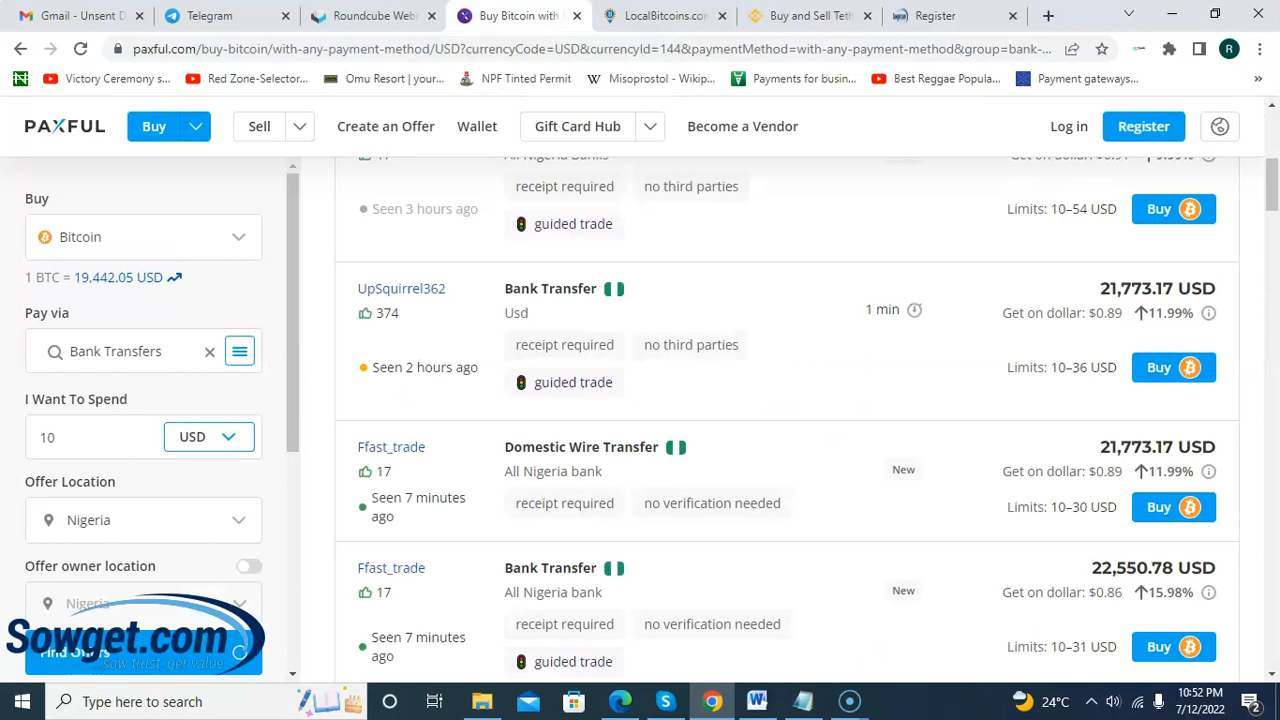 Gmail - Unsent D
Telegram
Roundcube Web
Buy Bitcoin with
LocalBitcoins.co
Buy and Sell Teth
Register
paxful.com/buy-bitcoin/with-any-payment-method/USD?currencyCode=USD&currencyId=144&paymentMethod=with-any-payment-method&group=bank-...
R
Victory Ceremony s...
Red Zone-Selector...
Omu Resort | your...
NPF Tinted Permit
Misoprostol - Wikip...
Payments for busin...
Best Reggae Popula...
Payment gateways...
PAXFUL
Buy
Sell
Create an Offer
Wallet
Gift Card Hub
Become a Vendor
Log in
Register
Buy
Bitcoin
1 BTC = 19,442.05 USD
Pay via
Bank Transfers
I Want To Spend
10
USD
Offer Location
Nigeria
Offer owner location
Nigeria
Find Offers
Sowget.com
sow trust, get value
All Nigeria Banks
receipt required
no third parties
Seen 3 hours ago
guided trade
Limits: 10–54 USD
Buy
UpSquirrel362
Bank Transfer
21,773.17 USD
374
Usd
1 min
Get on dollar: $0.89
11.99%
receipt required
no third parties
Seen 2 hours ago
guided trade
Limits: 10–36 USD
Buy
Ffast_trade
Domestic Wire Transfer
21,773.17 USD
17
All Nigeria bank
New
Get on dollar: $0.89
11.99%
Seen 7 minutes
ago
receipt required
no verification needed
Limits: 10–30 USD
Buy
Ffast_trade
Bank Transfer
22,550.78 USD
17
All Nigeria bank
New
Get on dollar: $0.86
15.98%
receipt required
no verification needed
Seen 7 minutes
ago
guided trade
Limits: 10–31 USD
Buy
Type here to search
24°C
10:52 PM
7/12/2022
2